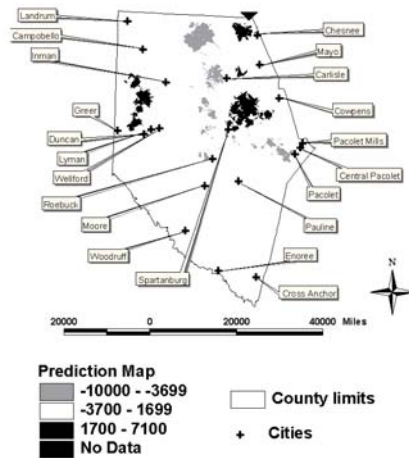 Landrum
Campobello
Inman
Greer
Duncan
Lyman
Wellford
Roebuck
Moore
Woodruff
Spartanburg
Chesnee
Mayo
Carlisle
Cowpens
Pacolet Mills
Central Pacolet
Pacolet
Pauline
Enoree
Cross Anchor
N
20000 0 20000 40000 Miles
Prediction Map
-10000 - -3699
-3700 - 1699
1700 - 7100
No Data
County limits
Cities